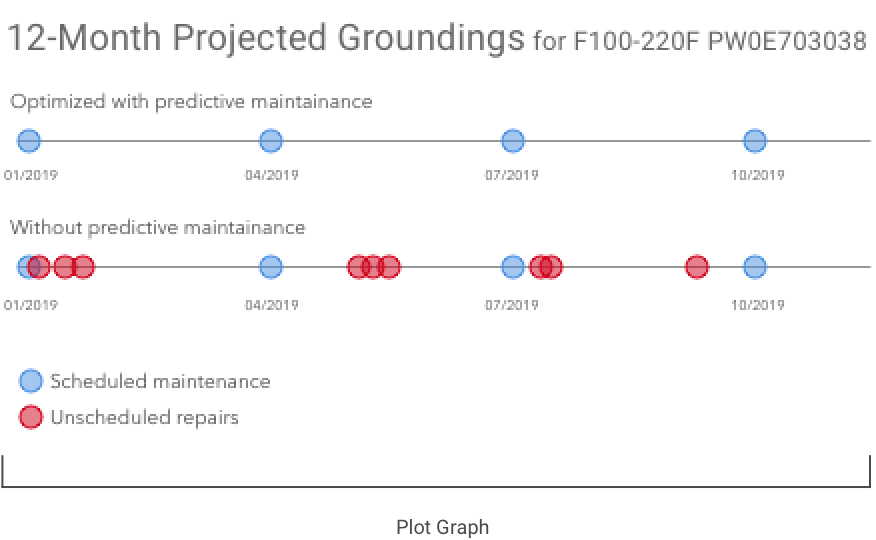 12-Month Projected Groundings for F100-220F PW0E703038
Optimized with predictive maintainance
01/2019 04/2019 07/2019 10/2019
Without predictive maintainance
01/2019 04/2019 07/2019 10/2019
Scheduled maintenance
Unscheduled repairs
Plot Graph